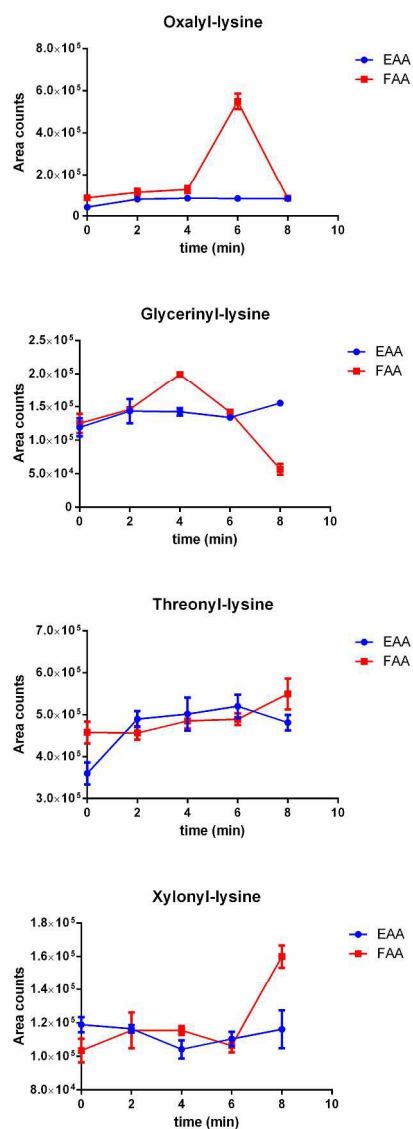 Oxalyl-lysine
8.0×10⁵
6.0×10⁵
4.0×10⁵
2.0×10⁵
0
Area counts
0 2 4 6 8 10
time (min)
EAA
FAA
Glycerinyl-lysine
2.5×10⁵
2.0×10⁵
1.5×10⁵
1.0×10⁵
5.0×10⁴
0
Area counts
0 2 4 6 8 10
time (min)
EAA
FAA
Threonyl-lysine
7.0×10⁵
6.0×10⁵
5.0×10⁵
4.0×10⁵
3.0×10⁵
Area counts
0 2 4 6 8 10
time (min)
EAA
FAA
Xylonyl-lysine
1.8×10⁵
1.6×10⁵
1.4×10⁵
1.2×10⁵
1.0×10⁵
8.0×10⁴
Area counts
0 2 4 6 8 10
time (min)
EAA
FAA